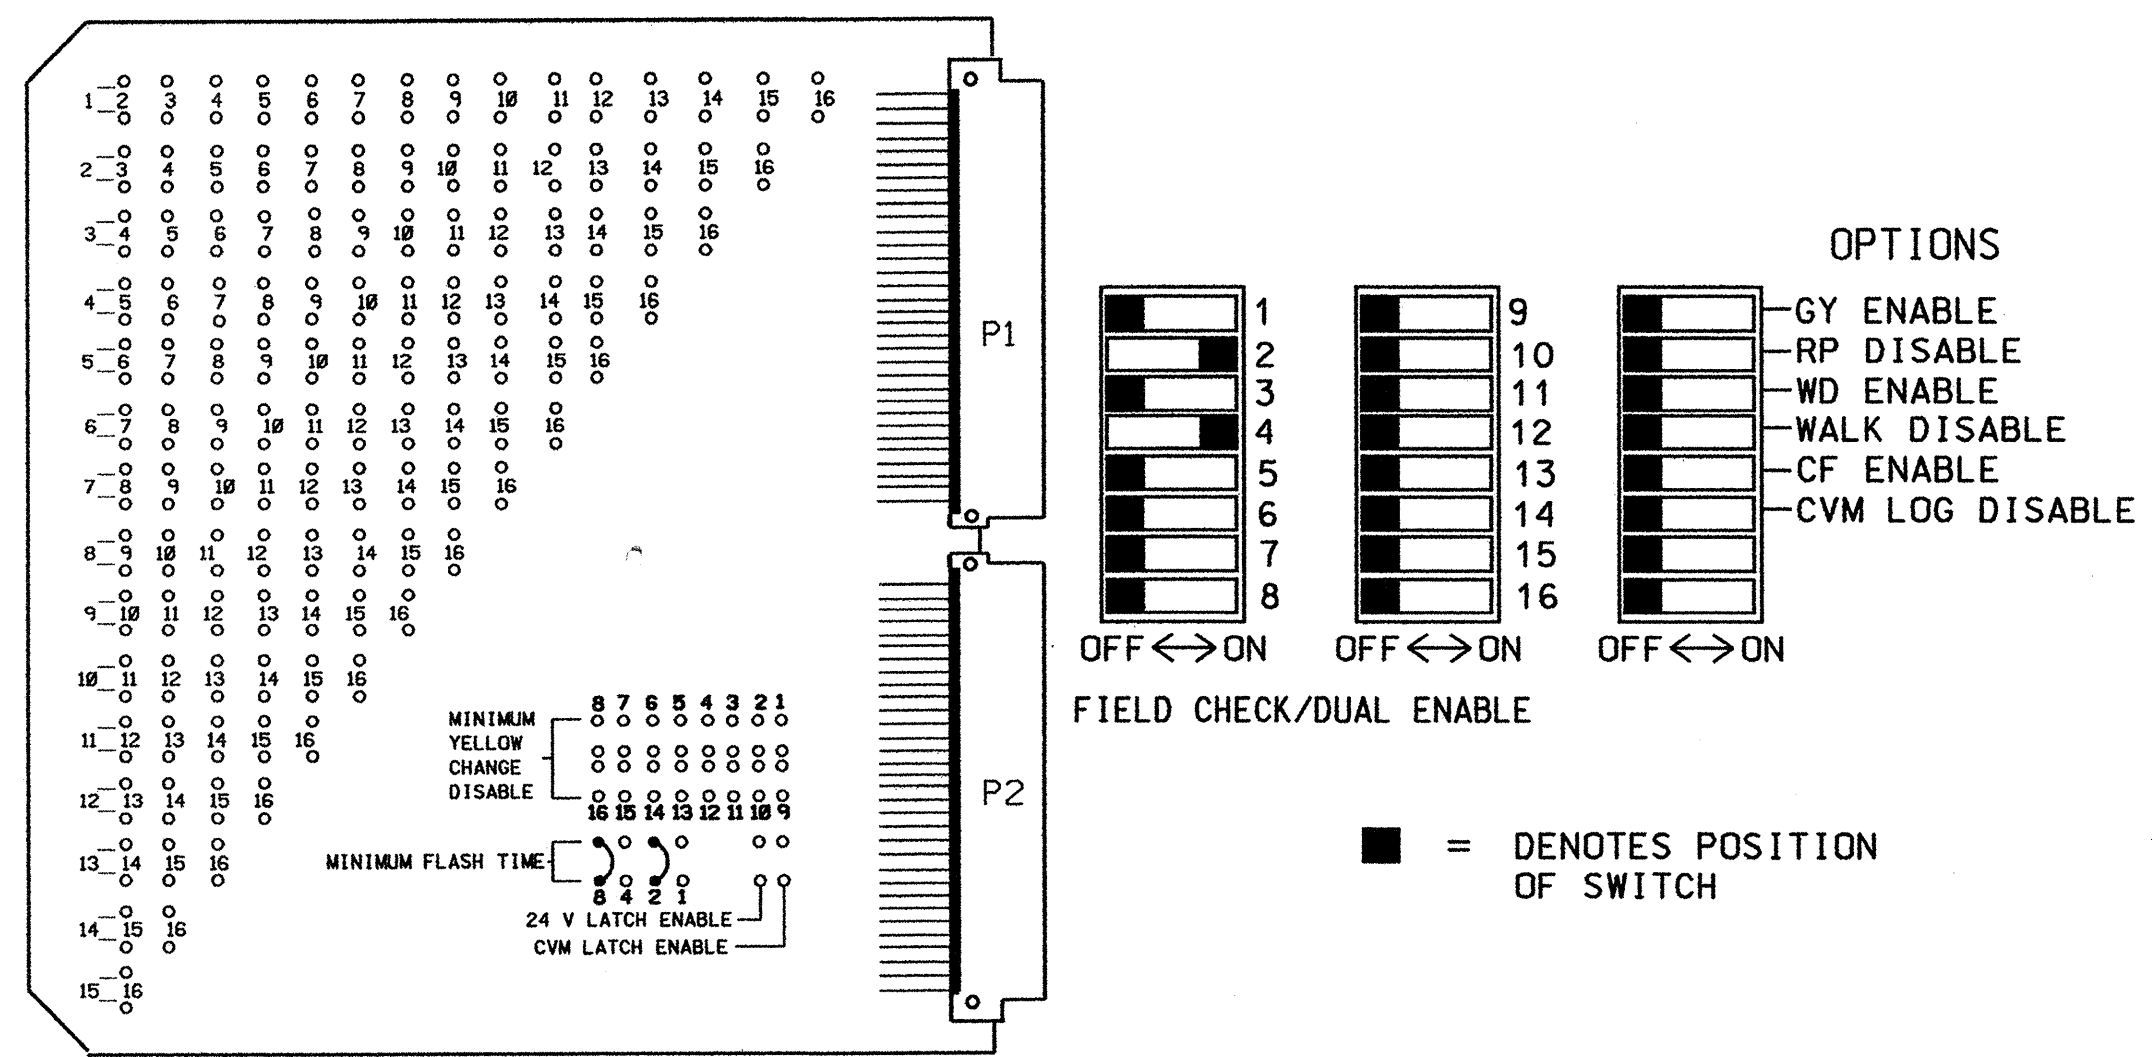 1 2 3 4 5 6 7 8 9 10 11 12 13 14 15 16
2 3 4 5 6 7 8 9 10 11 12 13 14 15 16
3 4 5 6 7 8 9 10 11 12 13 14 15 16
4 5 6 7 8 9 10 11 12 13 14 15 16
5 6 7 8 9 10 11 12 13 14 15 16
6 7 8 9 10 11 12 13 14 15 16
7 8 9 10 11 12 13 14 15 16
8 9 10 11 12 13 14 15 16
9 10 11 12 13 14 15 16
10 11 12 13 14 15 16
11 12 13 14 15 16
12 13 14 15 16
13 14 15 16
14 15 16
15 16
8 7 6 5 4 3 2 1
MINIMUM
YELLOW
CHANGE
DISABLE
16 15 14 13 12 11 10 9
MINIMUM FLASH TIME
8 4 2 1
24 V LATCH ENABLE
CVM LATCH ENABLE
P1
P2
1
2
3
4
5
6
7
8
OFF ↔ ON
9
10
11
12
13
14
15
16
OFF ↔ ON
OPTIONS
GY ENABLE
RP DISABLE
WD ENABLE
WALK DISABLE
CF ENABLE
CVM LOG DISABLE
OFF ↔ ON
FIELD CHECK/DUAL ENABLE
= DENOTES POSITION
OF SWITCH